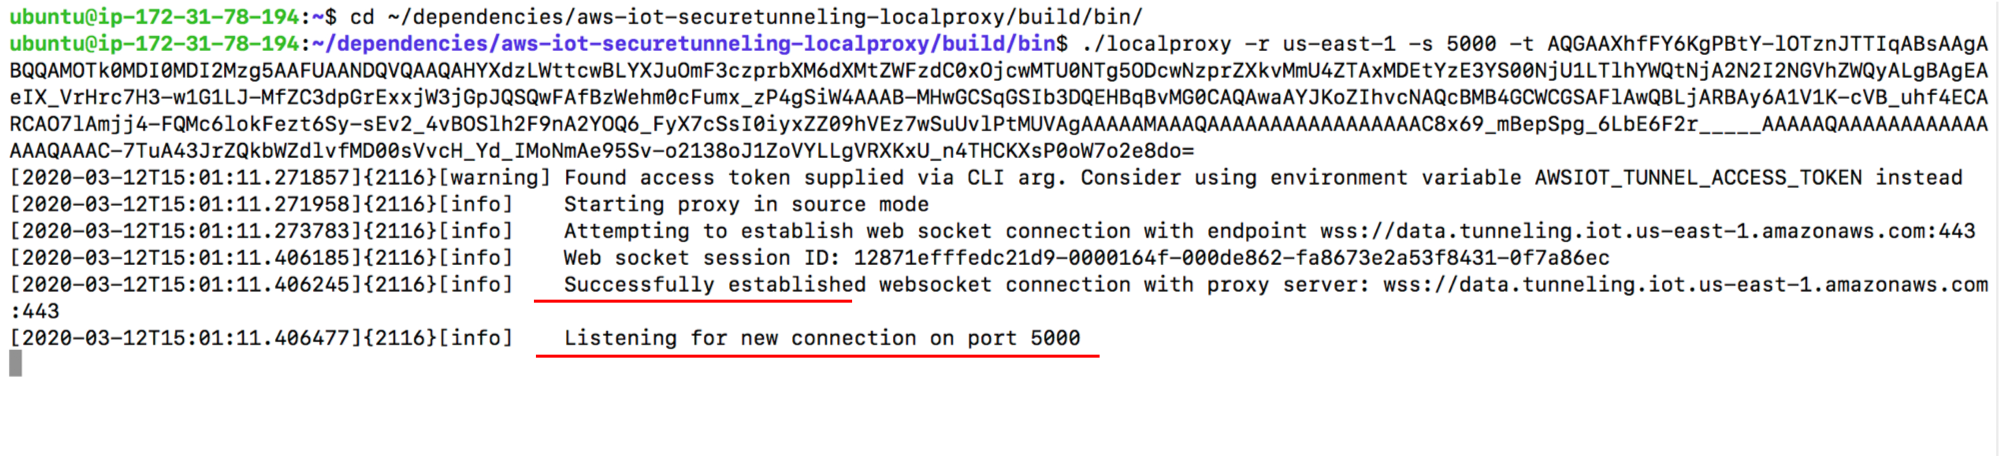 ubuntu@ip-172-31-78-194:~$ cd ~/dependencies/aws-iot-securetunneling-localproxy/build/bin/
ubuntu@ip-172-31-78-194:~/dependencies/aws-iot-securetunneling-localproxy/build/bin$ ./localproxy -r us-east-1 -s 5000 -t AQGAAXhfFY6KgPBtY-lOTznJTTIqABsAAgA
BQQAMOTk0MDI0MDI2Mzg5AAFUAANDQVQAAQAHYXdzLWttcwBLYXJuOmF3czprbXM6dXMtZWFzdC0xOjcwMTU0NTg5ODcwNzprZXkvMmU4ZTAxMDEtYzE3YS00NjU1LTlhYWQtNjA2N2I2NGVhZWQyALgBAgEA
eIX_VrHrc7H3-w1G1LJ-MfZC3dpGrExxjW3jGpJQSQwFAfBzWehm0cFumx_zP4gSiW4AAAB-MHwGCSqGSIb3DQEHBqBvMG0CAQAwaAYJKoZIhvcNAQcBMB4GCWCGSAFlAwQBLjARBAy6A1V1K-cVB_uhf4ECA
RCAO7lAmjj4-FQMc6lokFezt6Sy-sEv2_4vBOSlh2F9nA2YOQ6_FyX7cSsI0iyxZZ09hVEz7wSuUvlPtMUVAgAAAAAMAAAQAAAAAAAAAAAAAAAAAC8x69_mBepSpg_6LbE6F2r_____AAAAAQAAAAAAAAAAAA
AAAQAAAC-7TuA43JrZQkbWZdlvfMD00sVvcH_Yd_IMoNmAe95Sv-o2138oJ1ZoVYLLgVRXKxU_n4THCKXsP0oW7o2e8do=
[2020-03-12T15:01:11.271857]{2116}[warning] Found access token supplied via CLI arg. Consider using environment variable AWSIOT_TUNNEL_ACCESS_TOKEN instead
[2020-03-12T15:01:11.271958]{2116}[info]    Starting proxy in source mode
[2020-03-12T15:01:11.273783]{2116}[info]    Attempting to establish web socket connection with endpoint wss://data.tunneling.iot.us-east-1.amazonaws.com:443
[2020-03-12T15:01:11.406185]{2116}[info]    Web socket session ID: 12871efffedc21d9-0000164f-000de862-fa8673e2a53f8431-0f7a86ec
[2020-03-12T15:01:11.406245]{2116}[info]    Successfully established websocket connection with proxy server: wss://data.tunneling.iot.us-east-1.amazonaws.com
:443
[2020-03-12T15:01:11.406477]{2116}[info]    Listening for new connection on port 5000